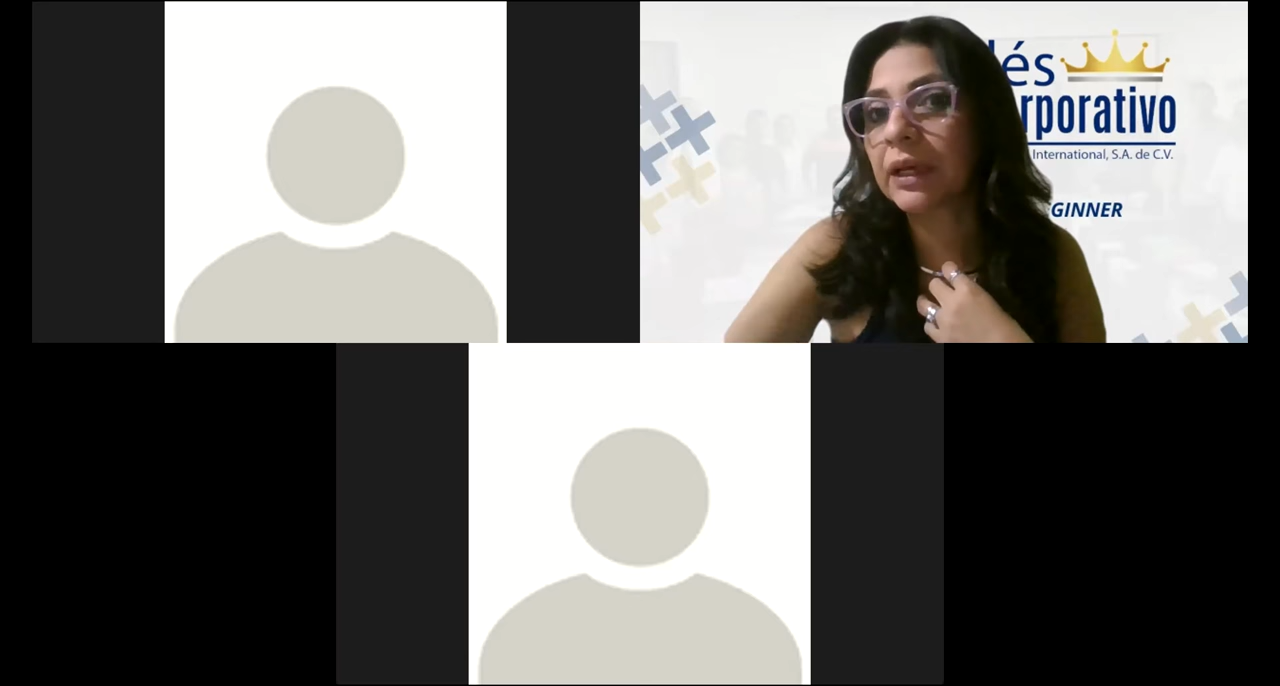 lés
rporativo
International, S.A. de C.V.
GINNER